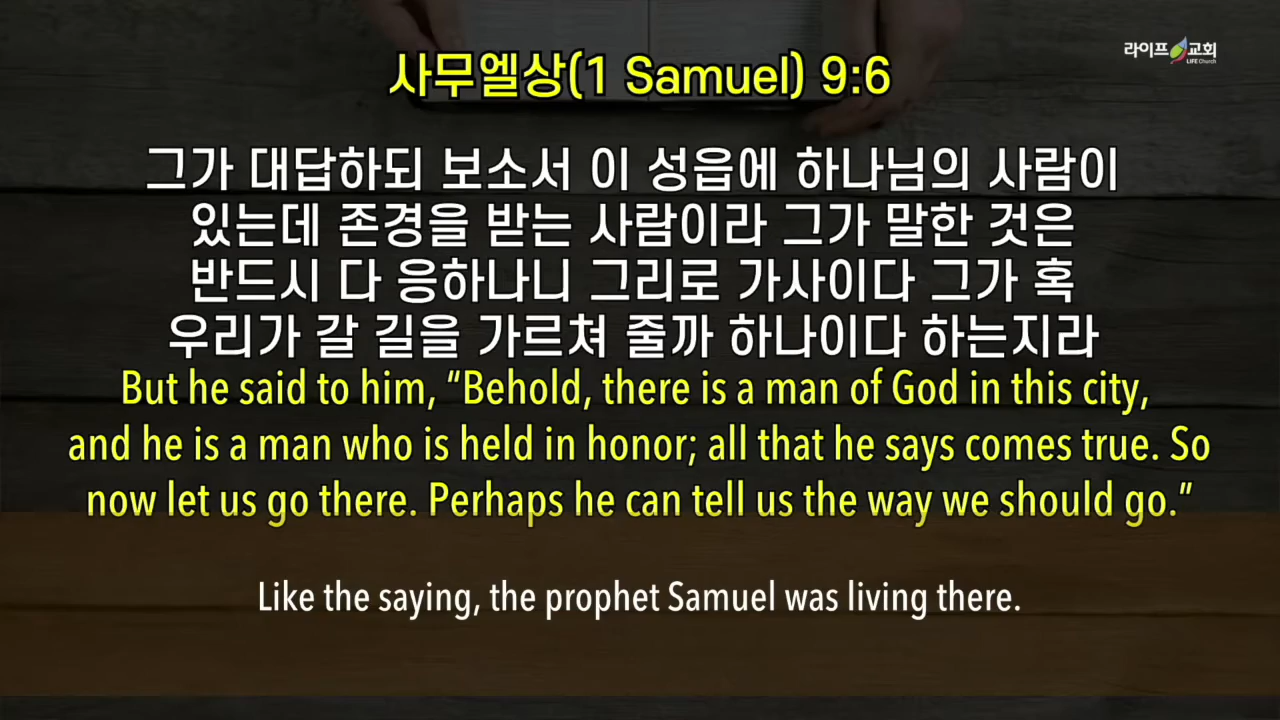 라이프교회
LIFE Church
사무엘상(1 Samuel) 9:6
그가 대답하되 보소서 이 성읍에 하나님의 사람이
있는데 존경을 받는 사람이라 그가 말한 것은
반드시 다 응하나니 그리로 가사이다 그가 혹
우리가 갈 길을 가르쳐 줄까 하나이다 하는지라
But he said to him, “Behold, there is a man of God in this city,
and he is a man who is held in honor; all that he says comes true. So
now let us go there. Perhaps he can tell us the way we should go.”
Like the saying, the prophet Samuel was living there.